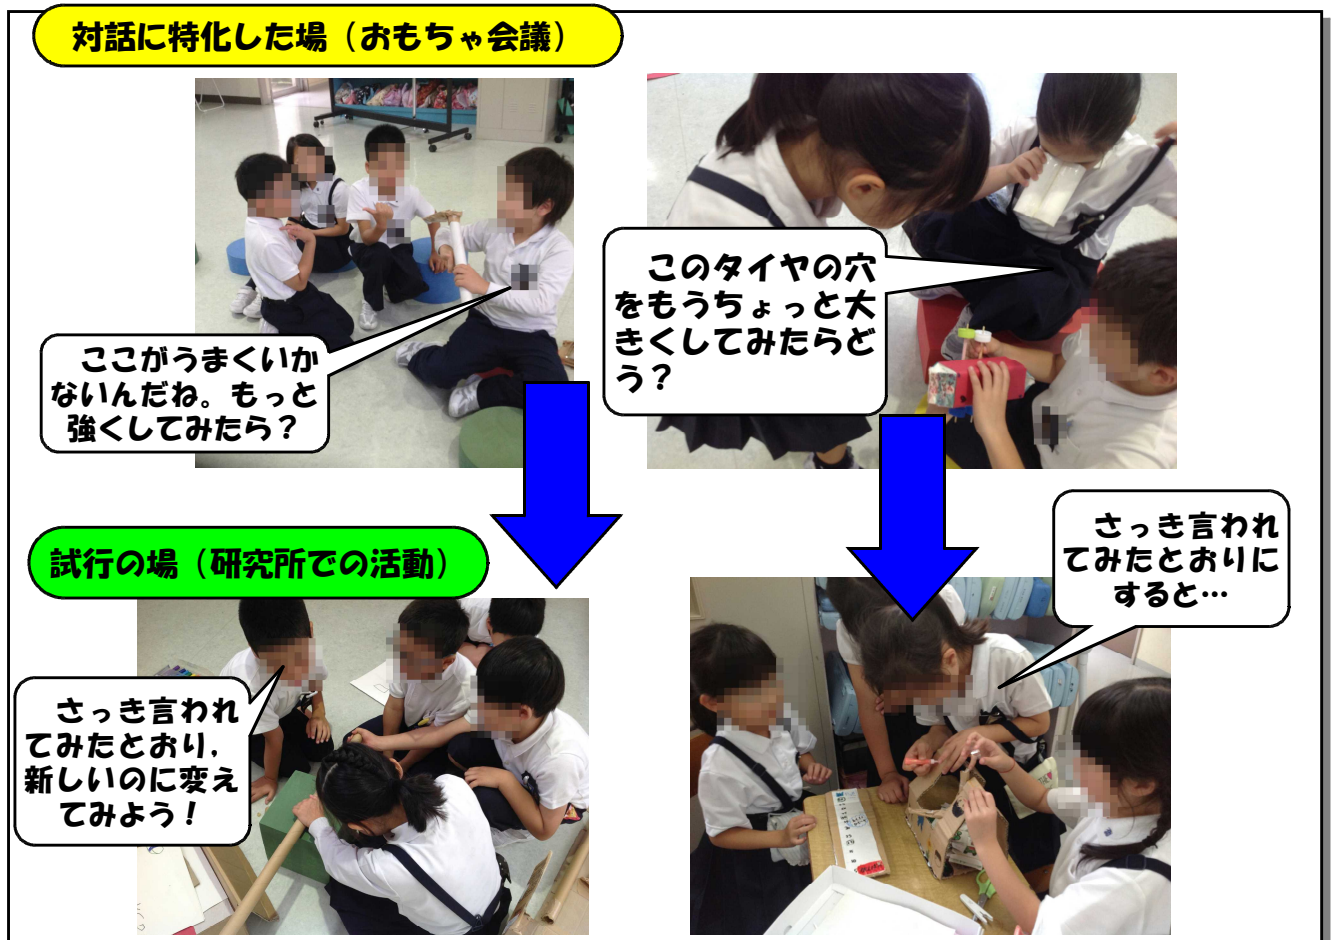 対話に特化した場（おもちゃ会議）
ここがうまくいか
ないんだね。もっと
強くしてみたら？
このタイヤの穴
をもうちょっと大
きくしてみたらど
う？
試行の場（研究所での活動）
さっき言われ
てみたとおりに
すると…
さっき言われ
てみたとおり，
新しいのに変え
てみよう！